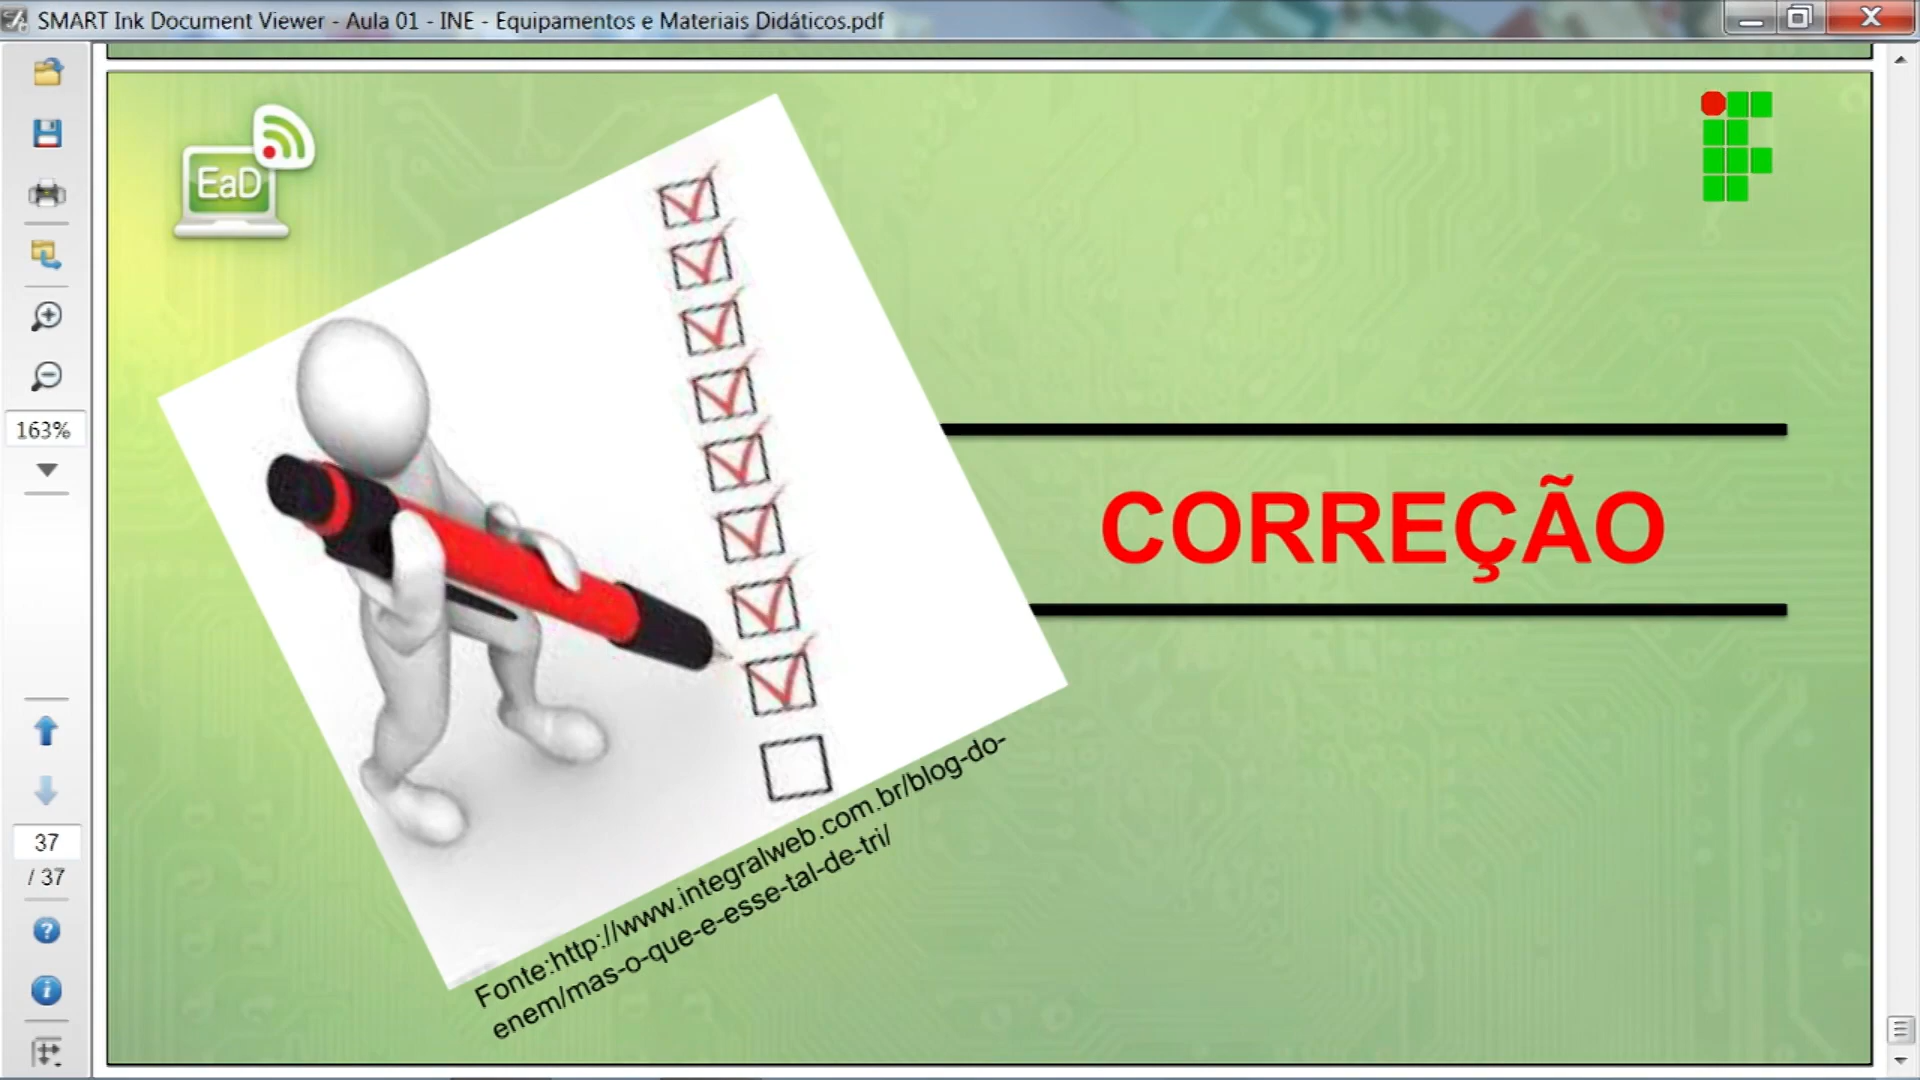 SMART Ink Document Viewer - Aula 01 - INE - Equipamentos e Materiais Didáticos.pdf
EaD
163%
CORREÇÃO
Fonte:http://www.integralweb.com.br/blog-do-
enem/mas-o-que-e-esse-tal-de-tri/
37
/ 37